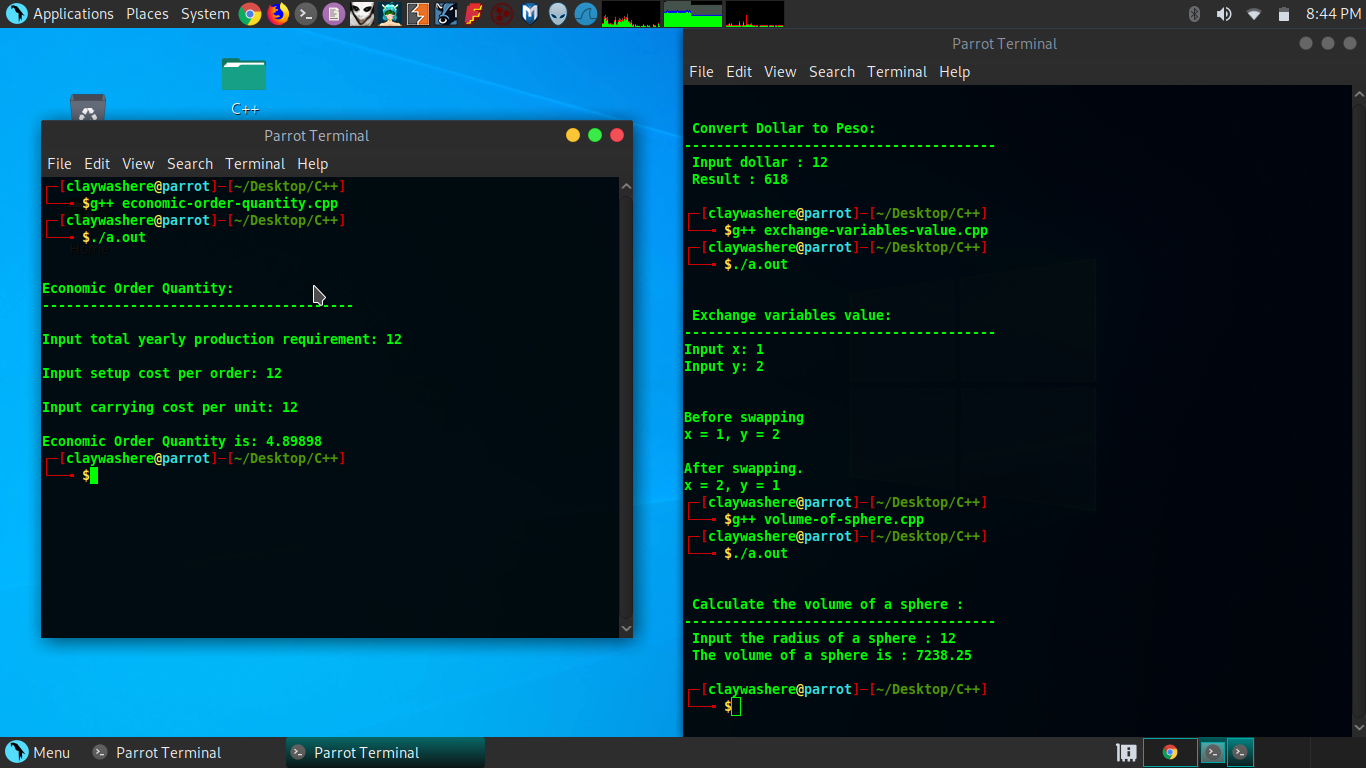 Applications Places System 8:44 PM
C++
Parrot Terminal
File Edit View Search Terminal Help
┌─[claywashere@parrot]─[~/Desktop/C++]
└──╼ $g++ economic-order-quantity.cpp
┌─[claywashere@parrot]─[~/Desktop/C++]
└──╼ $./a.out
Economic Order Quantity:
---------------------------------------
Input total yearly production requirement: 12
Input setup cost per order: 12
Input carrying cost per unit: 12
Economic Order Quantity is: 4.89898
┌─[claywashere@parrot]─[~/Desktop/C++]
└──╼ $
Parrot Terminal
File Edit View Search Terminal Help
Convert Dollar to Peso:
---------------------------------------
Input dollar : 12
Result : 618
┌─[claywashere@parrot]─[~/Desktop/C++]
└──╼ $g++ exchange-variables-value.cpp
┌─[claywashere@parrot]─[~/Desktop/C++]
└──╼ $./a.out
Exchange variables value:
---------------------------------------
Input x: 1
Input y: 2
Before swapping
x = 1, y = 2
After swapping.
x = 2, y = 1
┌─[claywashere@parrot]─[~/Desktop/C++]
└──╼ $g++ volume-of-sphere.cpp
┌─[claywashere@parrot]─[~/Desktop/C++]
└──╼ $./a.out
Calculate the volume of a sphere :
---------------------------------------
Input the radius of a sphere : 12
The volume of a sphere is : 7238.25
┌─[claywashere@parrot]─[~/Desktop/C++]
└──╼ $
Menu Parrot Terminal Parrot Terminal